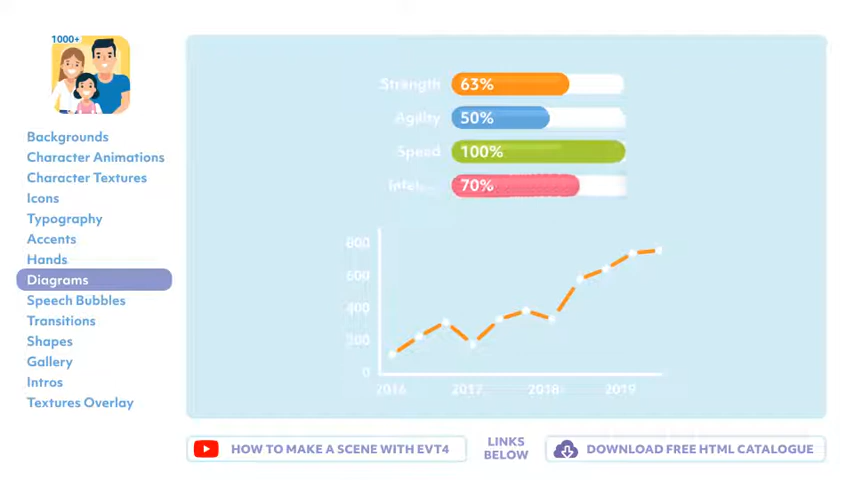 1000+
Backgrounds
Character Animations
Character Textures
Icons
Typography
Accents
Hands
Diagrams
Speech Bubbles
Transitions
Shapes
Gallery
Intros
Textures Overlay
Strength 63%
Agility 50%
Speed 100%
Intel... 70%
800
600
400
200
0
2016 2017 2018 2019
HOW TO MAKE A SCENE WITH EVT4
LINKS
BELOW
DOWNLOAD FREE HTML CATALOGUE